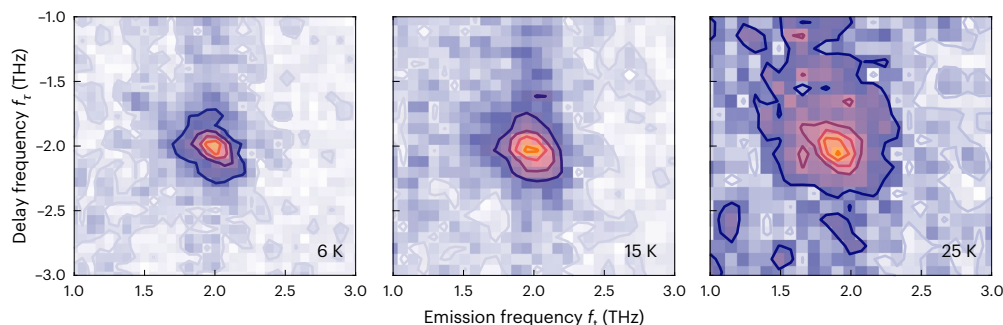 Delay frequency fτ (THz)
−1.0
−1.5
−2.0
−2.5
−3.0
6 K
15 K
25 K
1.0 1.5 2.0 2.5 3.0
1.0 1.5 2.0 2.5 3.0
1.0 1.5 2.0 2.5 3.0
Emission frequency ft (THz)